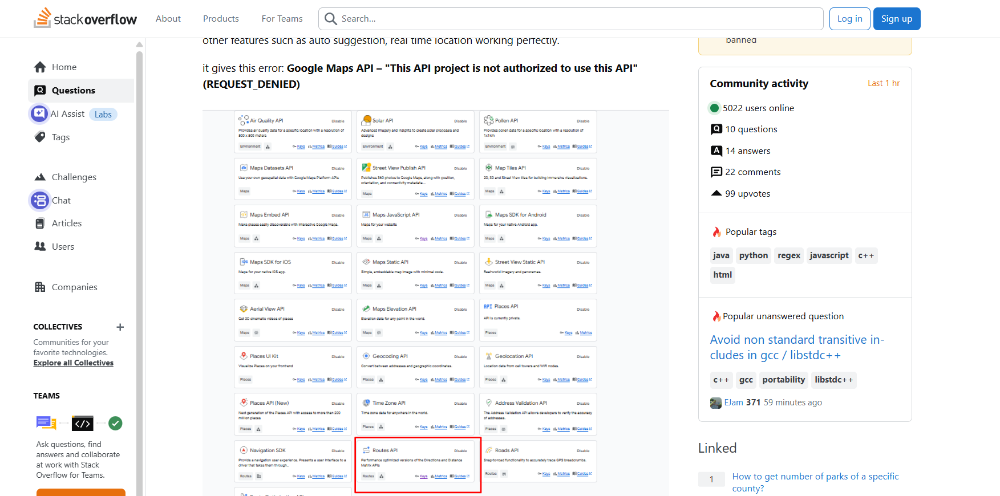 stack overflow
About
Products
For Teams
Search...
Log in
Sign up
Home
Questions
AI Assist Labs
Tags
Challenges
Chat
Articles
Users
Companies
COLLECTIVES
Communities for your
favorite technologies.
Explore all Collectives
TEAMS
Ask questions, find
answers and collaborate
at work with Stack
Overflow for Teams.
other features such as auto suggestion, real time location working perfectly.
it gives this error: Google Maps API – "This API project is not authorized to use this API"
(REQUEST_DENIED)
Air Quality API Disable
Provides air quality data for a specific location with a resolution of
500 x 500 meters
Environment Keys Metrics Guides
Solar API Disable
Advanced imagery and insights to create solar proposals and
designs
Environment Keys Metrics Guides
Pollen API Disable
Provides pollen data for a specific location with a resolution of
1x1km
Environment Keys Metrics Guides
Maps Datasets API Disable
Use your own geospatial data with Google Maps Platform APIs
Maps Keys Metrics Guides
Street View Publish API Disable
Publishes 360 photos to Google Maps, along with position,
orientation, and connectivity metadata...
Maps Keys Metrics Guides
Map Tiles API Disable
2D, 3D and Street View tiles for building immersive visualizations.
Maps Keys Metrics Guides
Maps Embed API Disable
Make places easily discoverable with interactive Google Maps.
Maps Keys Metrics Guides
Maps JavaScript API Disable
Maps for your website
Maps Keys Metrics Guides
Maps SDK for Android Disable
Maps for your native Android app.
Maps Keys Metrics Guides
Maps SDK for iOS Disable
Maps for your native iOS app.
Maps Keys Metrics Guides
Maps Static API Disable
Simple, embeddable map image with minimal code.
Maps Keys Metrics Guides
Street View Static API Disable
Real-world imagery and panoramas.
Maps Keys Metrics Guides
Aerial View API Disable
Get 3D cinematic videos of places
Maps Keys Metrics Guides
Maps Elevation API Disable
Elevation data for any point in the world.
Maps Keys Metrics Guides
API Places API Disable
API is currently private.
Places Keys Metrics
Places UI Kit Disable
Visualize Places on your front-end
Places Keys Metrics Guides
Geocoding API Disable
Convert between addresses and geographic coordinates.
Places Keys Metrics Guides
Geolocation API Disable
Location data from cell towers and WiFi nodes.
Places Keys Metrics Guides
Places API (New) Disable
Next generation of the Places API with access to more than 200
million places
Places Keys Metrics Guides
Time Zone API Disable
Time zone data for anywhere in the world.
Places Keys Metrics Guides
Address Validation API Disable
The Address Validation API allows developers to verify the accuracy
of addresses.
Places Keys Metrics Guides
Navigation SDK Disable
Provide a navigation user experience. Presents a user interface to a
driver that takes them through...
Routes Keys Metrics Guides
Routes API Disable
Performance optimized versions of the Directions and Distance
Matrix APIs
Routes Keys Metrics Guides
Roads API Disable
Snap-to-road functionality to accurately trace GPS breadcrumbs.
Routes Keys Metrics Guides
banned
Community activity Last 1 hr
5022 users online
10 questions
14 answers
22 comments
99 upvotes
Popular tags
java python regex javascript c++
html
Popular unanswered question
Avoid non standard transitive in-
cludes in gcc / libstdc++
c++ gcc portability libstdc++
EJam 371 59 minutes ago
Linked
1 How to get number of parks of a specific
county?